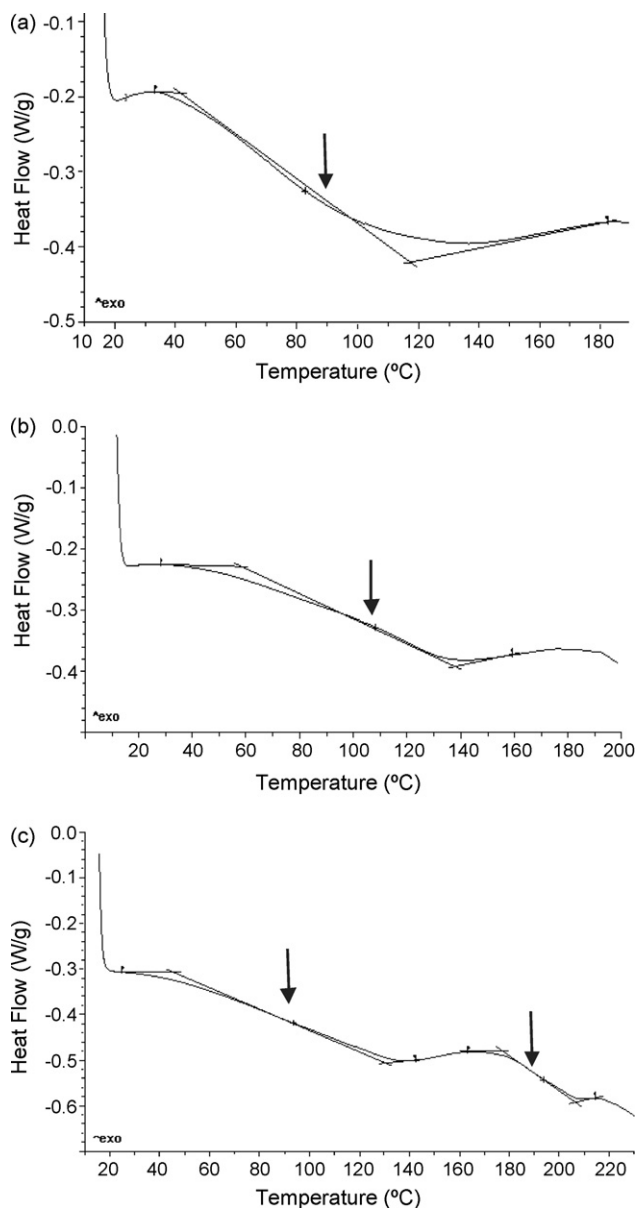 (a)
-0.1
-0.2
-0.3
-0.4
-0.5
Heat Flow (W/g)
^exo
10 20 40 60 80 100 120 140 160 180
Temperature (ºC)
(b)
0.0
-0.1
-0.2
-0.3
-0.4
Heat Flow (W/g)
^exo
20 40 60 80 100 120 140 160 180 200
Temperature (ºC)
(c)
0.0
-0.1
-0.2
-0.3
-0.4
-0.5
-0.6
Heat Flow (W/g)
~exo
20 40 60 80 100 120 140 160 180 200 220
Temperature (ºC)